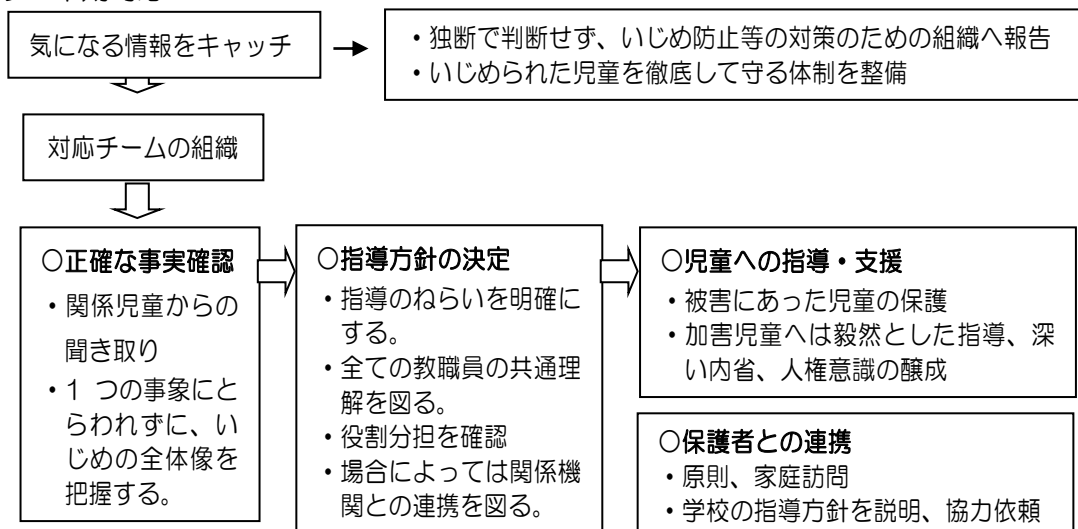 気になる情報をキャッチ
・独断で判断せず、いじめ防止等の対策のための組織へ報告
・いじめられた児童を徹底して守る体制を整備
対応チームの組織
○正確な事実確認
・関係児童からの
聞き取り
・1 つの事象にと
らわれずに、い
じめの全体像を
把握する。
○指導方針の決定
・指導のねらいを明確に
する。
・全ての教職員の共通理
解を図る。
・役割分担を確認
・場合によっては関係機
関との連携を図る。
○児童への指導・支援
・被害にあった児童の保護
・加害児童へは毅然とした指導、深
い内省、人権意識の醸成
○保護者との連携
・原則、家庭訪問
・学校の指導方針を説明、協力依頼